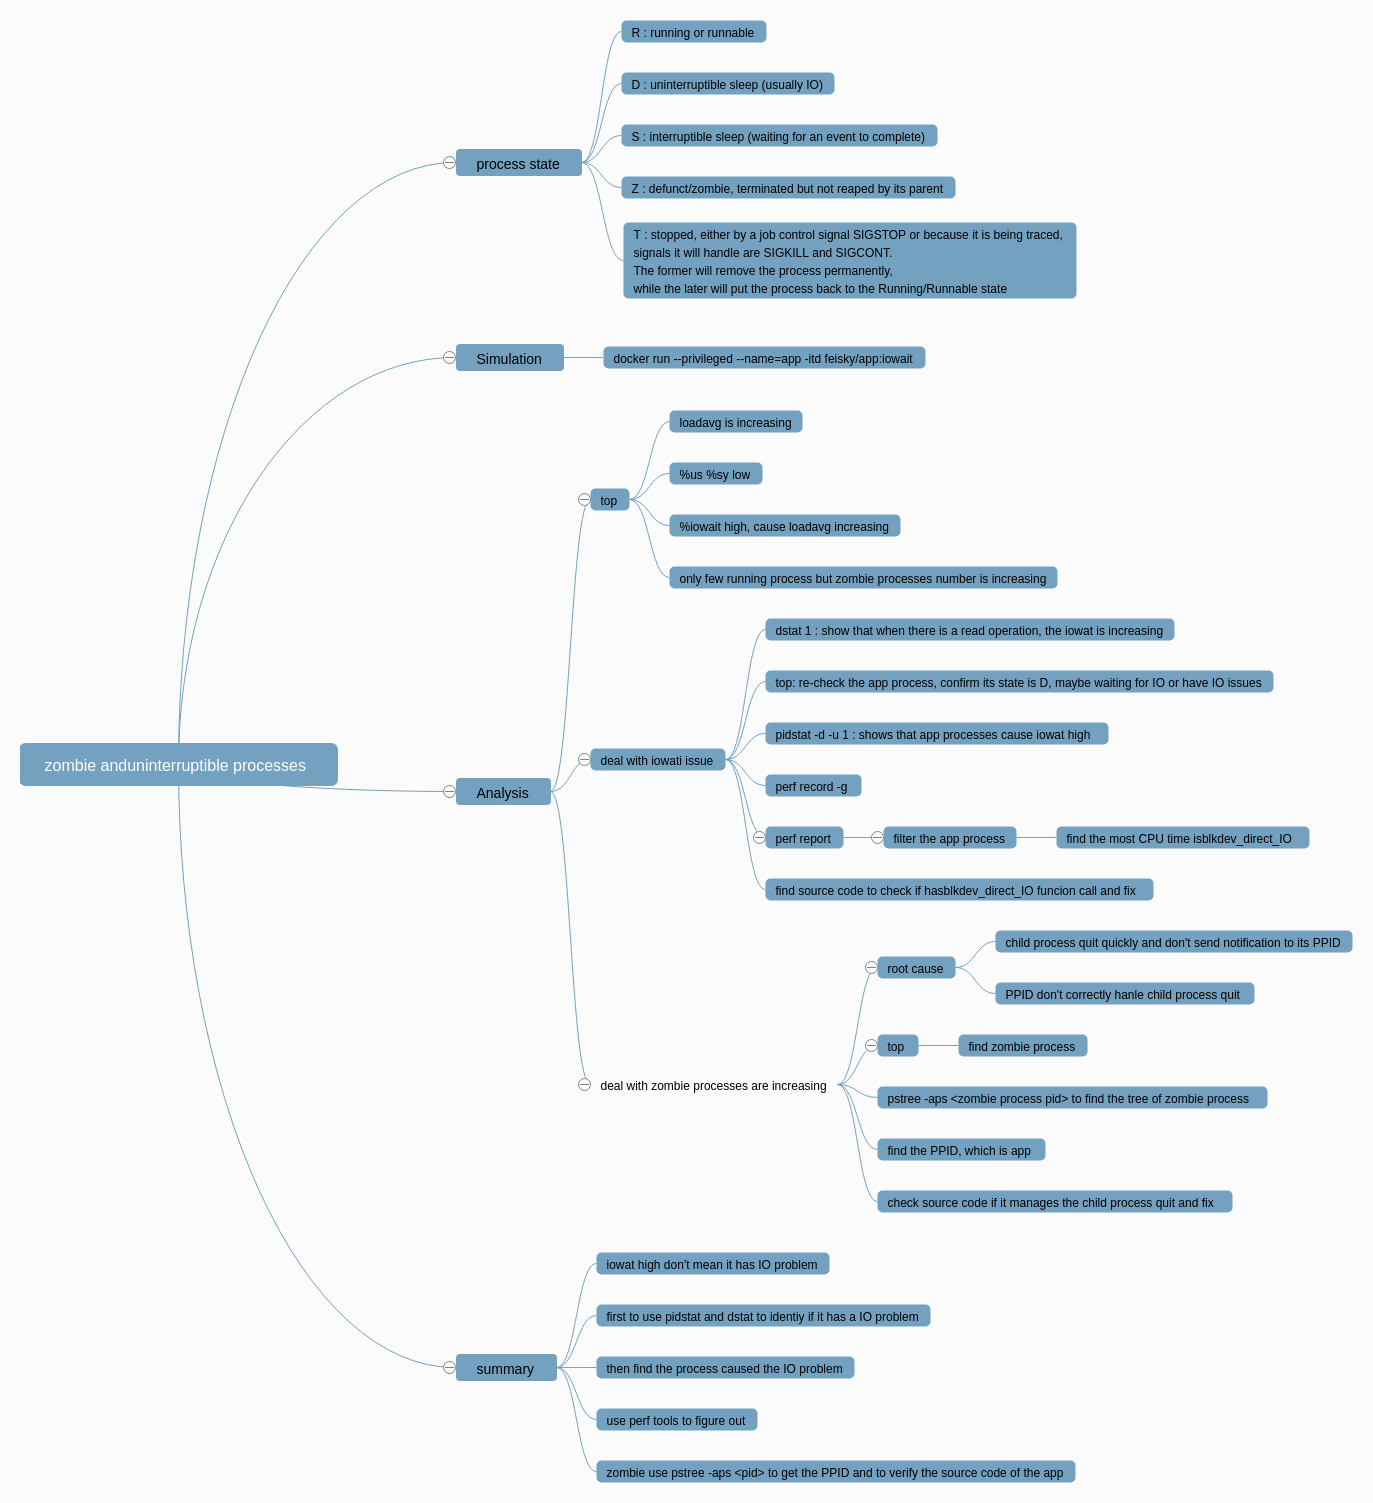 zombie anduninterruptible processes
process state
R : running or runnable
D : uninterruptible sleep (usually IO)
S : interruptible sleep (waiting for an event to complete)
Z : defunct/zombie, terminated but not reaped by its parent
T : stopped, either by a job control signal SIGSTOP or because it is being traced,
signals it will handle are SIGKILL and SIGCONT.
The former will remove the process permanently,
while the later will put the process back to the Running/Runnable state
Simulation
docker run --privileged --name=app -itd feisky/app:iowait
Analysis
top
loadavg is increasing
%us %sy low
%iowait high, cause loadavg increasing
only few running process but zombie processes number is increasing
deal with iowati issue
dstat 1 : show that when there is a read operation, the iowat is increasing
top: re-check the app process, confirm its state is D, maybe waiting for IO or have IO issues
pidstat -d -u 1 : shows that app processes cause iowat high
perf record -g
perf report
filter the app process
find the most CPU time isblkdev_direct_IO
find source code to check if hasblkdev_direct_IO funcion call and fix
deal with zombie processes are increasing
root cause
child process quit quickly and don't send notification to its PPID
PPID don't correctly hanle child process quit
top
find zombie process
pstree -aps <zombie process pid> to find the tree of zombie process
find the PPID, which is app
check source code if it manages the child process quit and fix
summary
iowat high don't mean it has IO problem
first to use pidstat and dstat to identiy if it has a IO problem
then find the process caused the IO problem
use perf tools to figure out
zombie use pstree -aps <pid> to get the PPID and to verify the source code of the app